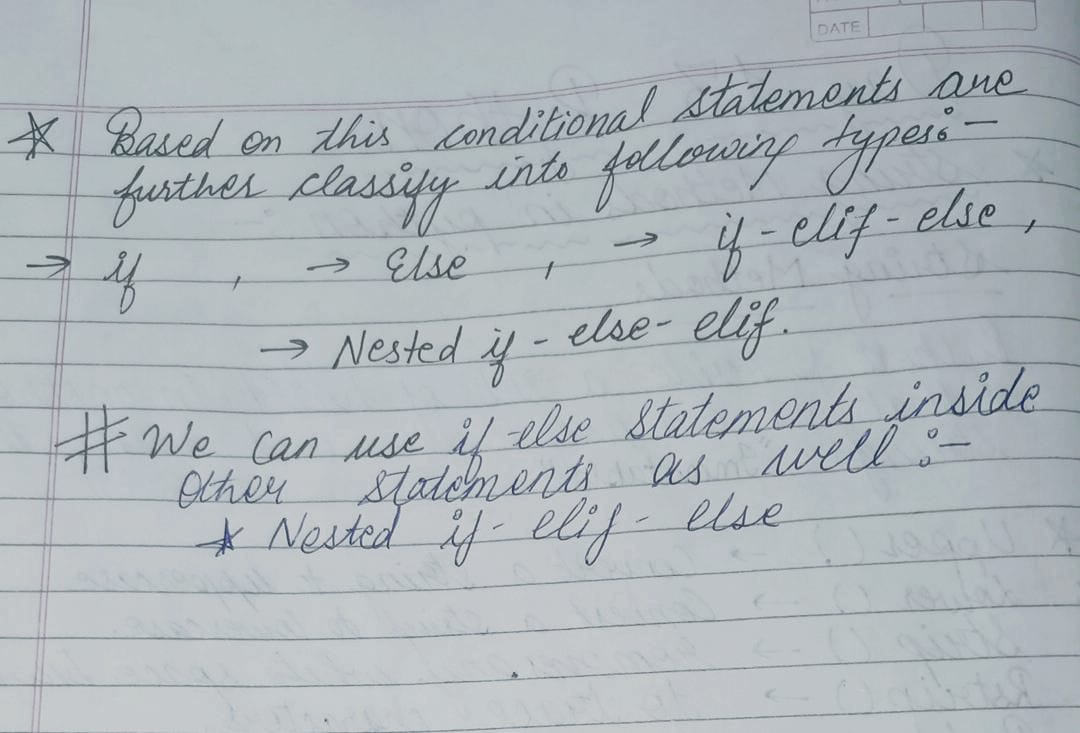 DATE
☆ Based on this conditional statements are
further classify into following types:-
→ if , → Else , → if-elif-else,
→ Nested if-else-elif.
# We can use if-else statements inside
Other statements as well :-
☆ Nested if-elif-else